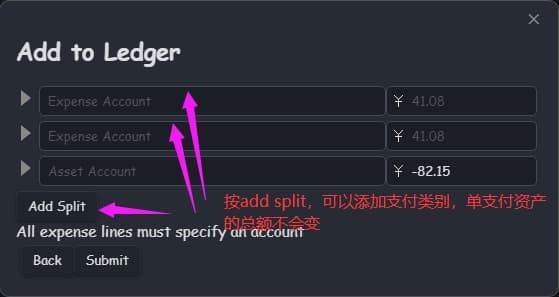 Add to Ledger
Expense Account ¥ 41.08
Expense Account ¥ 41.08
Asset Account ¥ -82.15
Add Split
按add split，可以添加支付类别，单支付资产
的总额不会变
All expense lines must specify an account
Back Submit